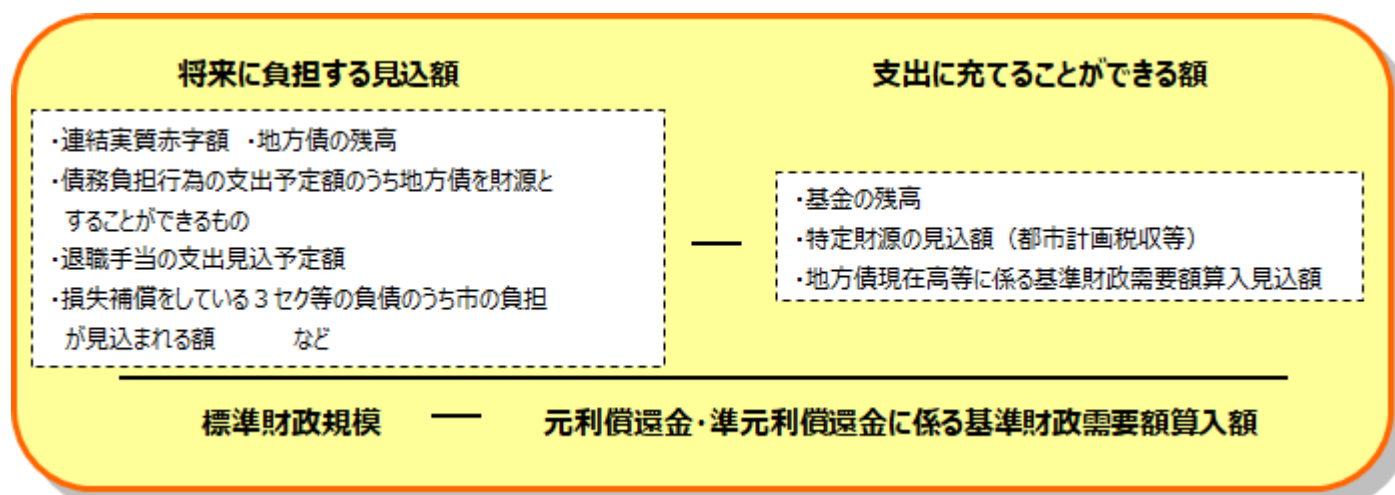 将来に負担する見込額
・連結実質赤字額 ・地方債の残高
・債務負担行為の支出予定額のうち地方債を財源と
することができるもの
・退職手当の支出見込予定額
・損失補償をしている３セク等の負債のうち市の負担
が見込まれる額 など
―
支出に充てることができる額
・基金の残高
・特定財源の見込額（都市計画税収等）
・地方債現在高等に係る基準財政需要額算入見込額
標準財政規模 ― 元利償還金・準元利償還金に係る基準財政需要額算入額